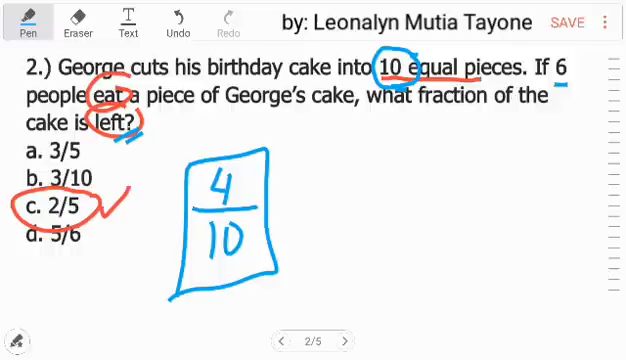 by: Leonalyn Mutia Tayone
SAVE
Pen
Eraser
Text
Undo
Redo
2.) George cuts his birthday cake into 10 equal pieces. If 6
people eat a piece of George's cake, what fraction of the
cake is left?
a. 3/5
b. 3/10
c. 2/5
d. 5/6
4
10
2/5